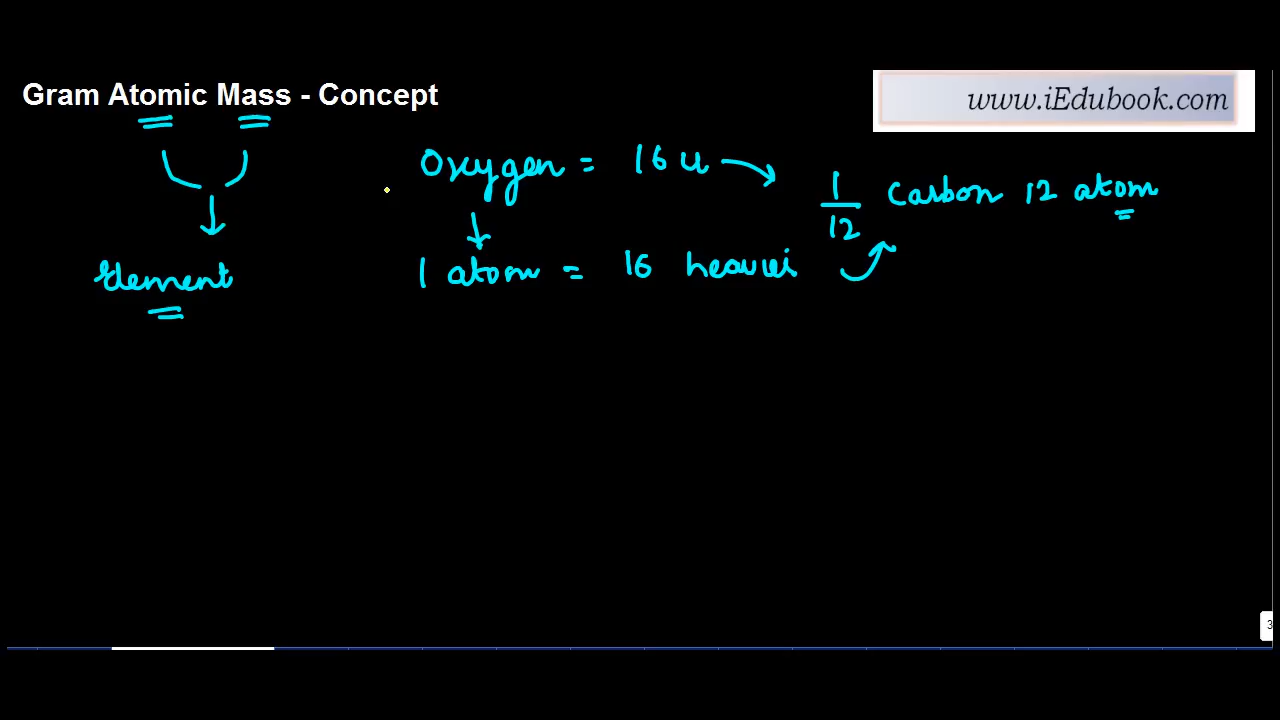 Gram Atomic Mass - Concept
www.iEdubook.com
Oxygen = 16 u
1/12 Carbon 12 atom
Element
1 atom = 16 heavier
3